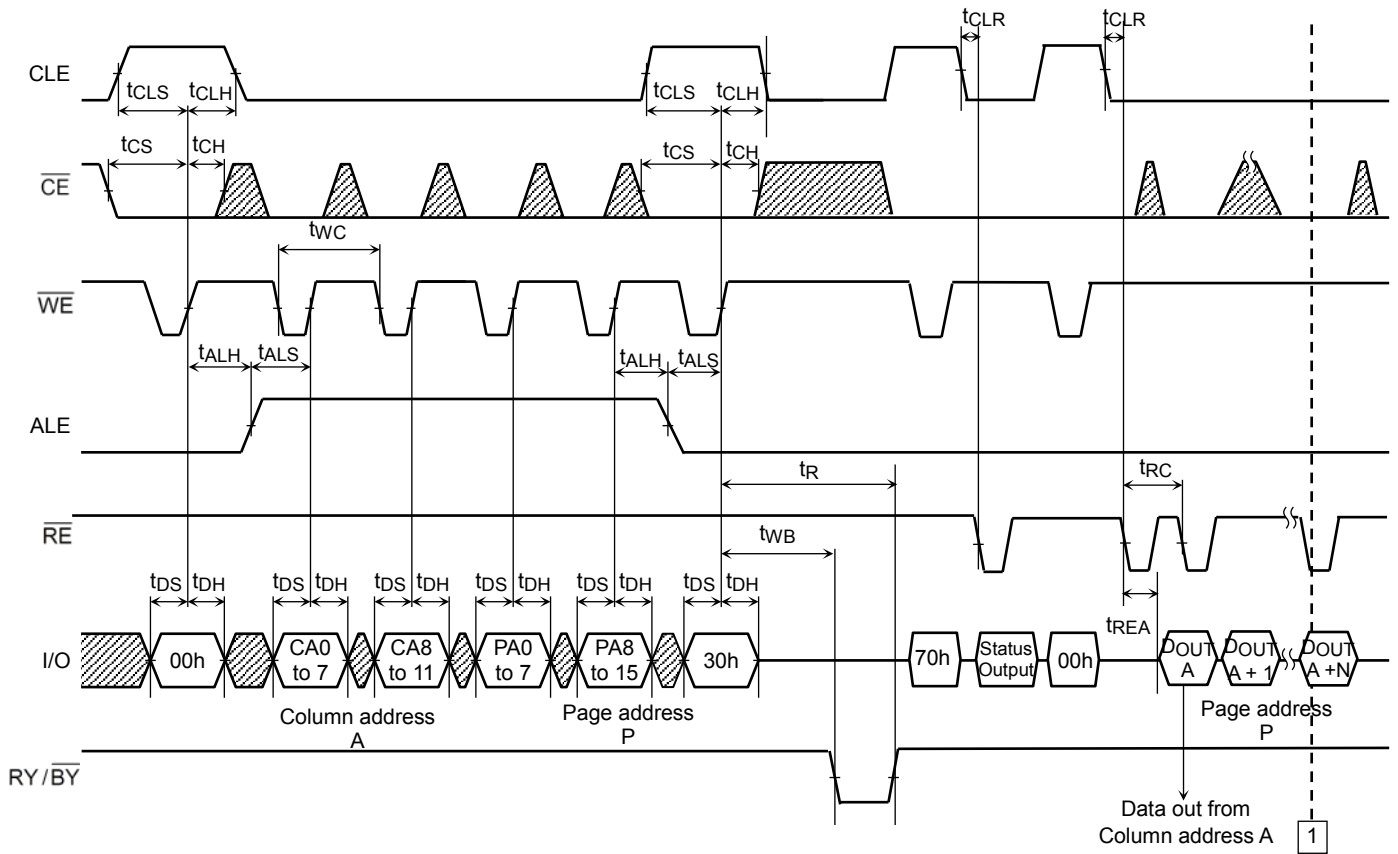 tCLR tCLR
CLE
tCLS tCLH tCLS tCLH
tCS tCH tCS tCH
CE
tWC
WE
tALH tALS tALH tALS
ALE
tR tRC
RE
tWB
tDS tDH tDS tDH tDS tDH tDS tDH tDS tDH tDS tDH
tREA
I/O
00h
CA0 to 7
CA8 to 11
PA0 to 7
PA8 to 15
30h
70h
Status Output
00h
DOUT A
DOUT A + 1
DOUT A +N
Column address A
Page address P
Page address P
RY/BY
Data out from
Column address A
1